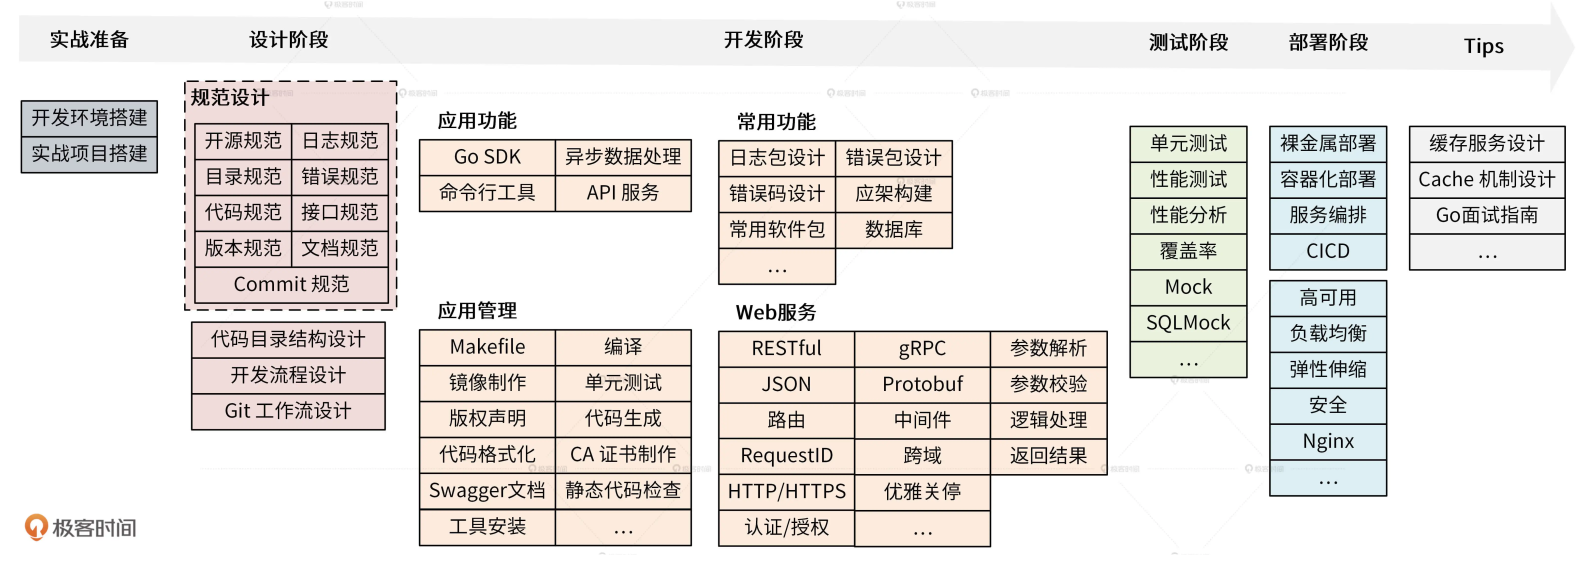 实战准备
设计阶段
开发阶段
测试阶段
部署阶段
Tips
开发环境搭建
实战项目搭建
规范设计
开源规范 日志规范
目录规范 错误规范
代码规范 接口规范
版本规范 文档规范
Commit 规范
代码目录结构设计
开发流程设计
Git 工作流设计
应用功能
Go SDK 异步数据处理
命令行工具 API 服务
应用管理
Makefile 编译
镜像制作 单元测试
版权声明 代码生成
代码格式化 CA 证书制作
Swagger文档 静态代码检查
工具安装 …
常用功能
日志包设计 错误包设计
错误码设计 应架构建
常用软件包 数据库
…
Web服务
RESTful gRPC 参数解析
JSON Protobuf 参数校验
路由 中间件 逻辑处理
RequestID 跨域 返回结果
HTTP/HTTPS 优雅关停
认证/授权 …
单元测试
性能测试
性能分析
覆盖率
Mock
SQLMock
…
裸金属部署
容器化部署
服务编排
CICD
高可用
负载均衡
弹性伸缩
安全
Nginx
…
缓存服务设计
Cache 机制设计
Go面试指南
…
极客时间